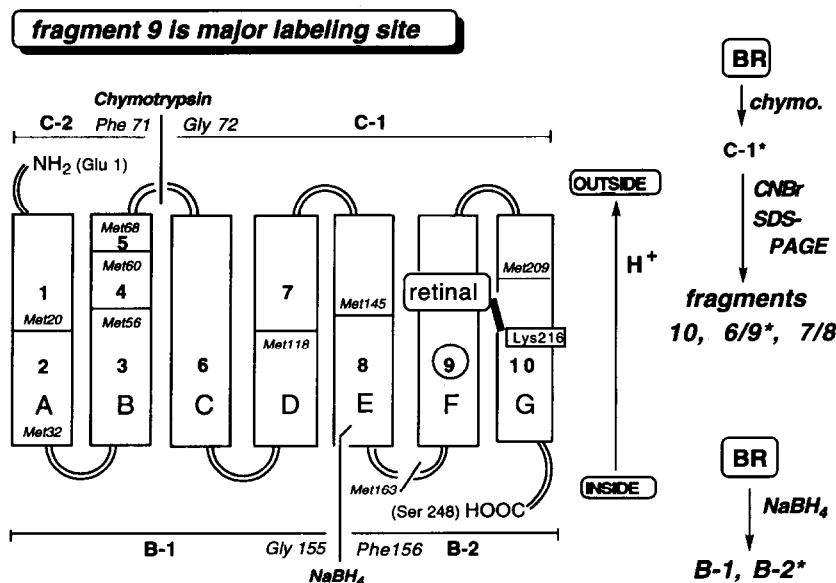 fragment 9 is major labeling site
Chymotrypsin
C-2 Phe 71 Gly 72 C-1
NH2 (Glu 1)
Met68
5
Met60
4
Met56
3
B
1
Met20
2
A
Met32
6
C
7
Met118
D
Met145
8
E
retinal
9
F
Met209
Lys216
10
G
Met163
(Ser 248) HOOC
B-1 Gly 155 Phe156 B-2
NaBH4
OUTSIDE
H+
INSIDE
BR
chymo.
C-1*
CNBr
SDS-
PAGE
fragments
10, 6/9*, 7/8
BR
NaBH4
B-1, B-2*